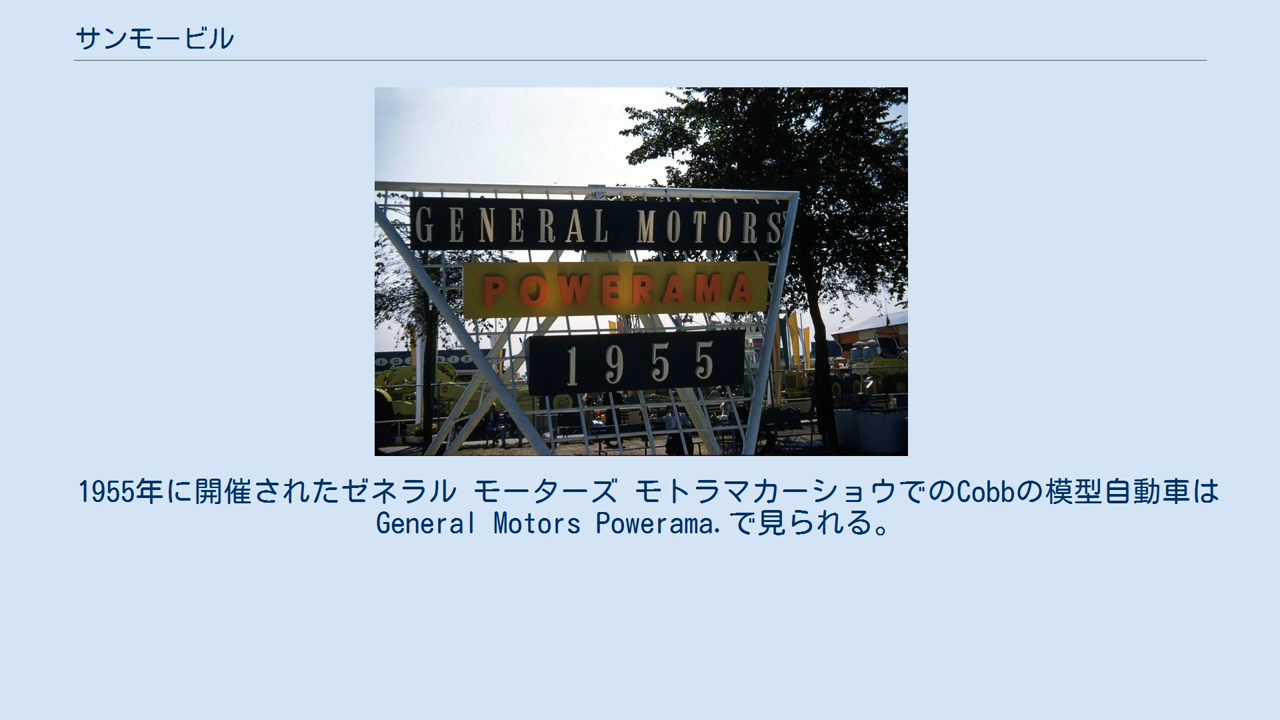 サンモービル
GENERAL MOTORS
POWERAMA
1955
1955年に開催されたゼネラル モーターズ モトラマカーショウでのCobbの模型自動車は
General Motors Powerama.で見られる。